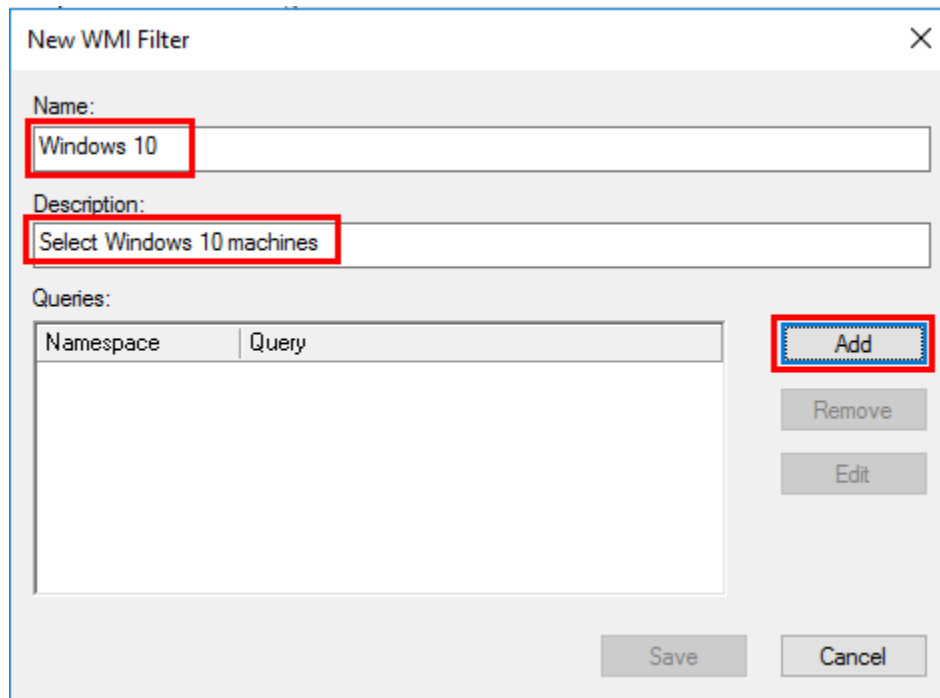 New WMI Filter
Name:
Windows 10
Description:
Select Windows 10 machines
Queries:
Namespace Query
Add
Remove
Edit
Save Cancel